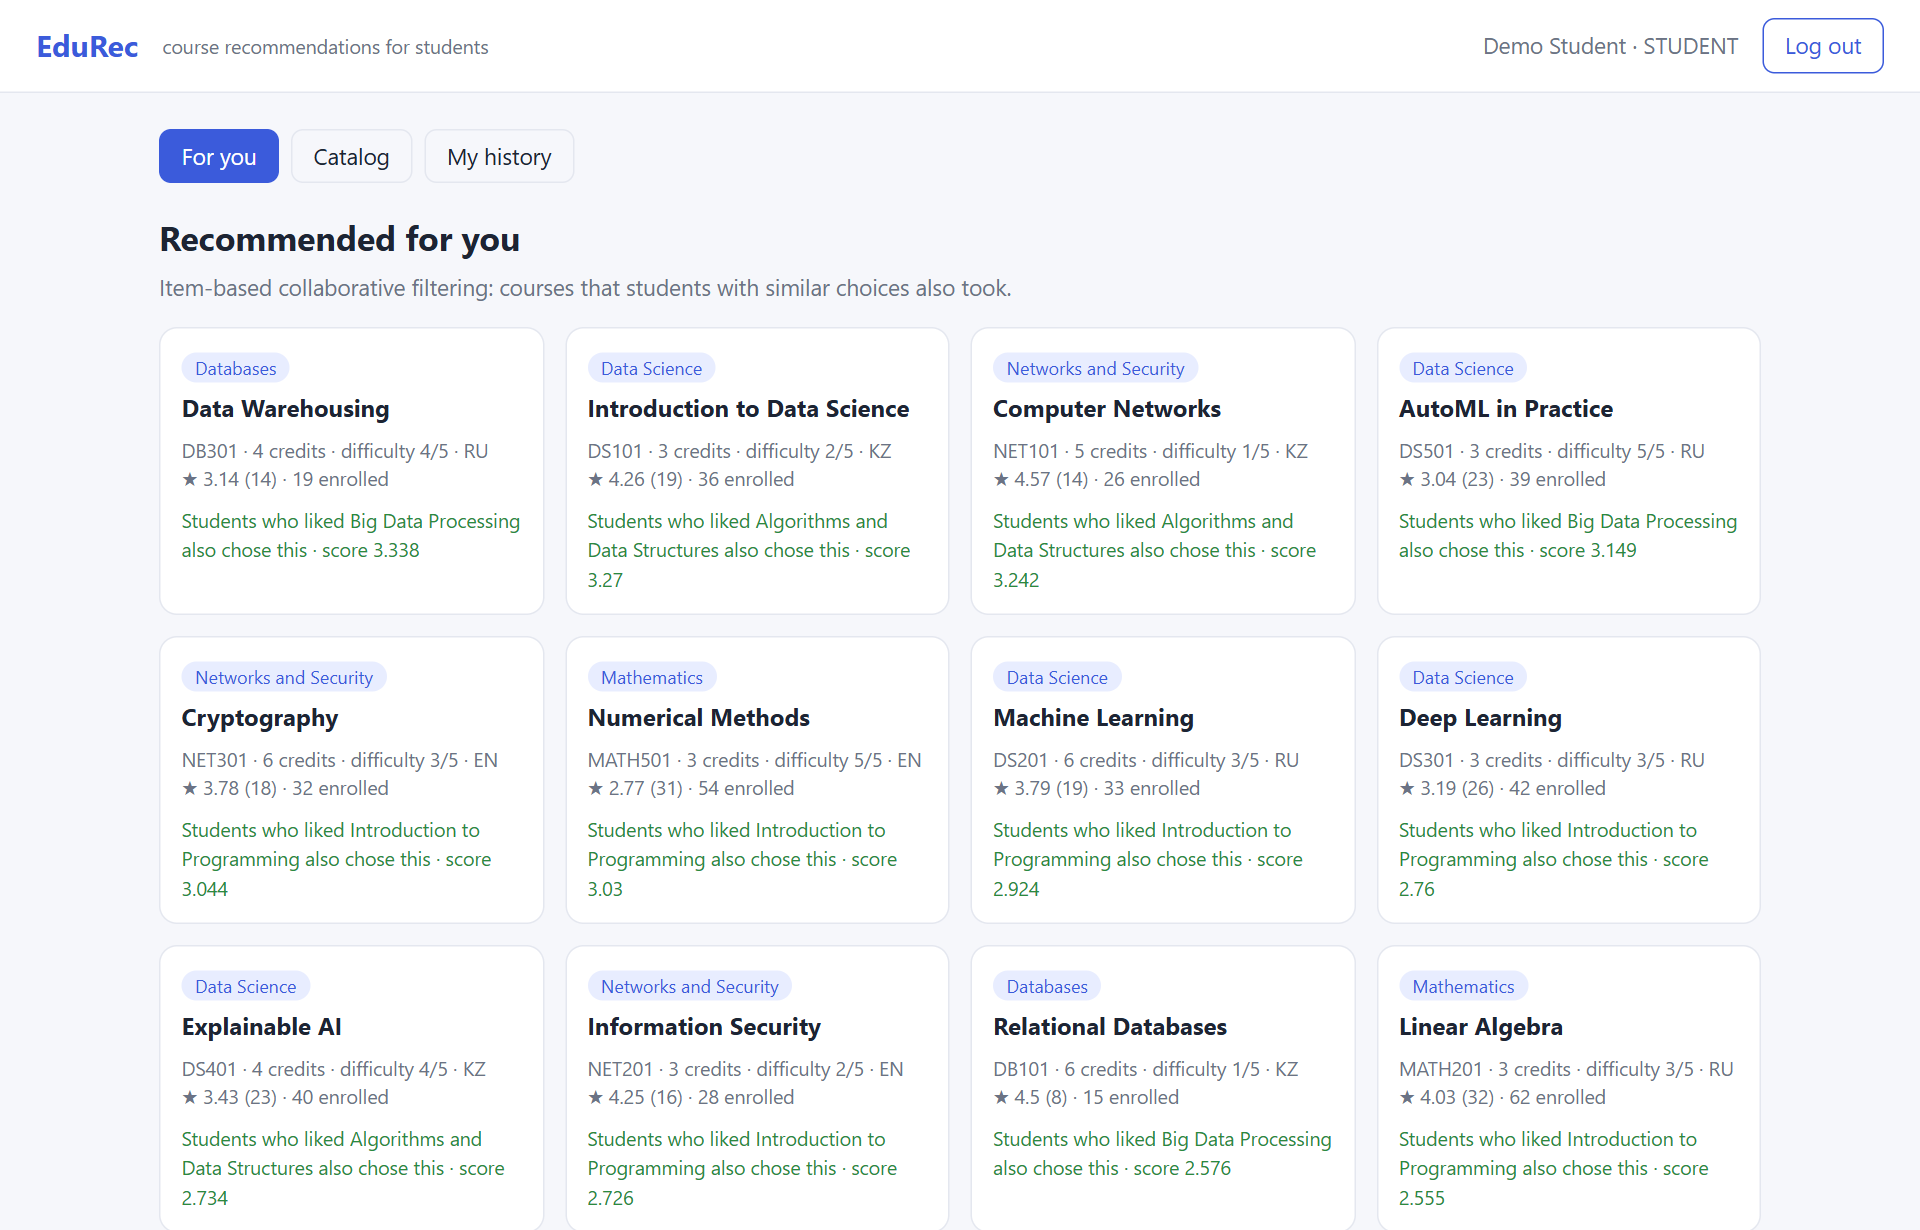 EduRec
course recommendations for students
Demo Student · STUDENT
Log out
For you
Catalog
My history
Recommended for you
Item-based collaborative filtering: courses that students with similar choices also took.
Databases
Data Warehousing
DB301 · 4 credits · difficulty 4/5 · RU
★ 3.14 (14) · 19 enrolled
Students who liked Big Data Processing
also chose this · score 3.338
Data Science
Introduction to Data Science
DS101 · 3 credits · difficulty 2/5 · KZ
★ 4.26 (19) · 36 enrolled
Students who liked Algorithms and
Data Structures also chose this · score
3.27
Networks and Security
Computer Networks
NET101 · 5 credits · difficulty 1/5 · KZ
★ 4.57 (14) · 26 enrolled
Students who liked Algorithms and
Data Structures also chose this · score
3.242
Data Science
AutoML in Practice
DS501 · 3 credits · difficulty 5/5 · RU
★ 3.04 (23) · 39 enrolled
Students who liked Big Data Processing
also chose this · score 3.149
Networks and Security
Cryptography
NET301 · 6 credits · difficulty 3/5 · EN
★ 3.78 (18) · 32 enrolled
Students who liked Introduction to
Programming also chose this · score
3.044
Mathematics
Numerical Methods
MATH501 · 3 credits · difficulty 5/5 · EN
★ 2.77 (31) · 54 enrolled
Students who liked Introduction to
Programming also chose this · score
3.03
Data Science
Machine Learning
DS201 · 6 credits · difficulty 3/5 · RU
★ 3.79 (19) · 33 enrolled
Students who liked Introduction to
Programming also chose this · score
2.924
Data Science
Deep Learning
DS301 · 3 credits · difficulty 3/5 · RU
★ 3.19 (26) · 42 enrolled
Students who liked Introduction to
Programming also chose this · score
2.76
Data Science
Explainable AI
DS401 · 4 credits · difficulty 4/5 · KZ
★ 3.43 (23) · 40 enrolled
Students who liked Algorithms and
Data Structures also chose this · score
2.734
Networks and Security
Information Security
NET201 · 3 credits · difficulty 2/5 · EN
★ 4.25 (16) · 28 enrolled
Students who liked Introduction to
Programming also chose this · score
2.726
Databases
Relational Databases
DB101 · 6 credits · difficulty 1/5 · KZ
★ 4.5 (8) · 15 enrolled
Students who liked Big Data Processing
also chose this · score 2.576
Mathematics
Linear Algebra
MATH201 · 3 credits · difficulty 3/5 · RU
★ 4.03 (32) · 62 enrolled
Students who liked Introduction to
Programming also chose this · score
2.555